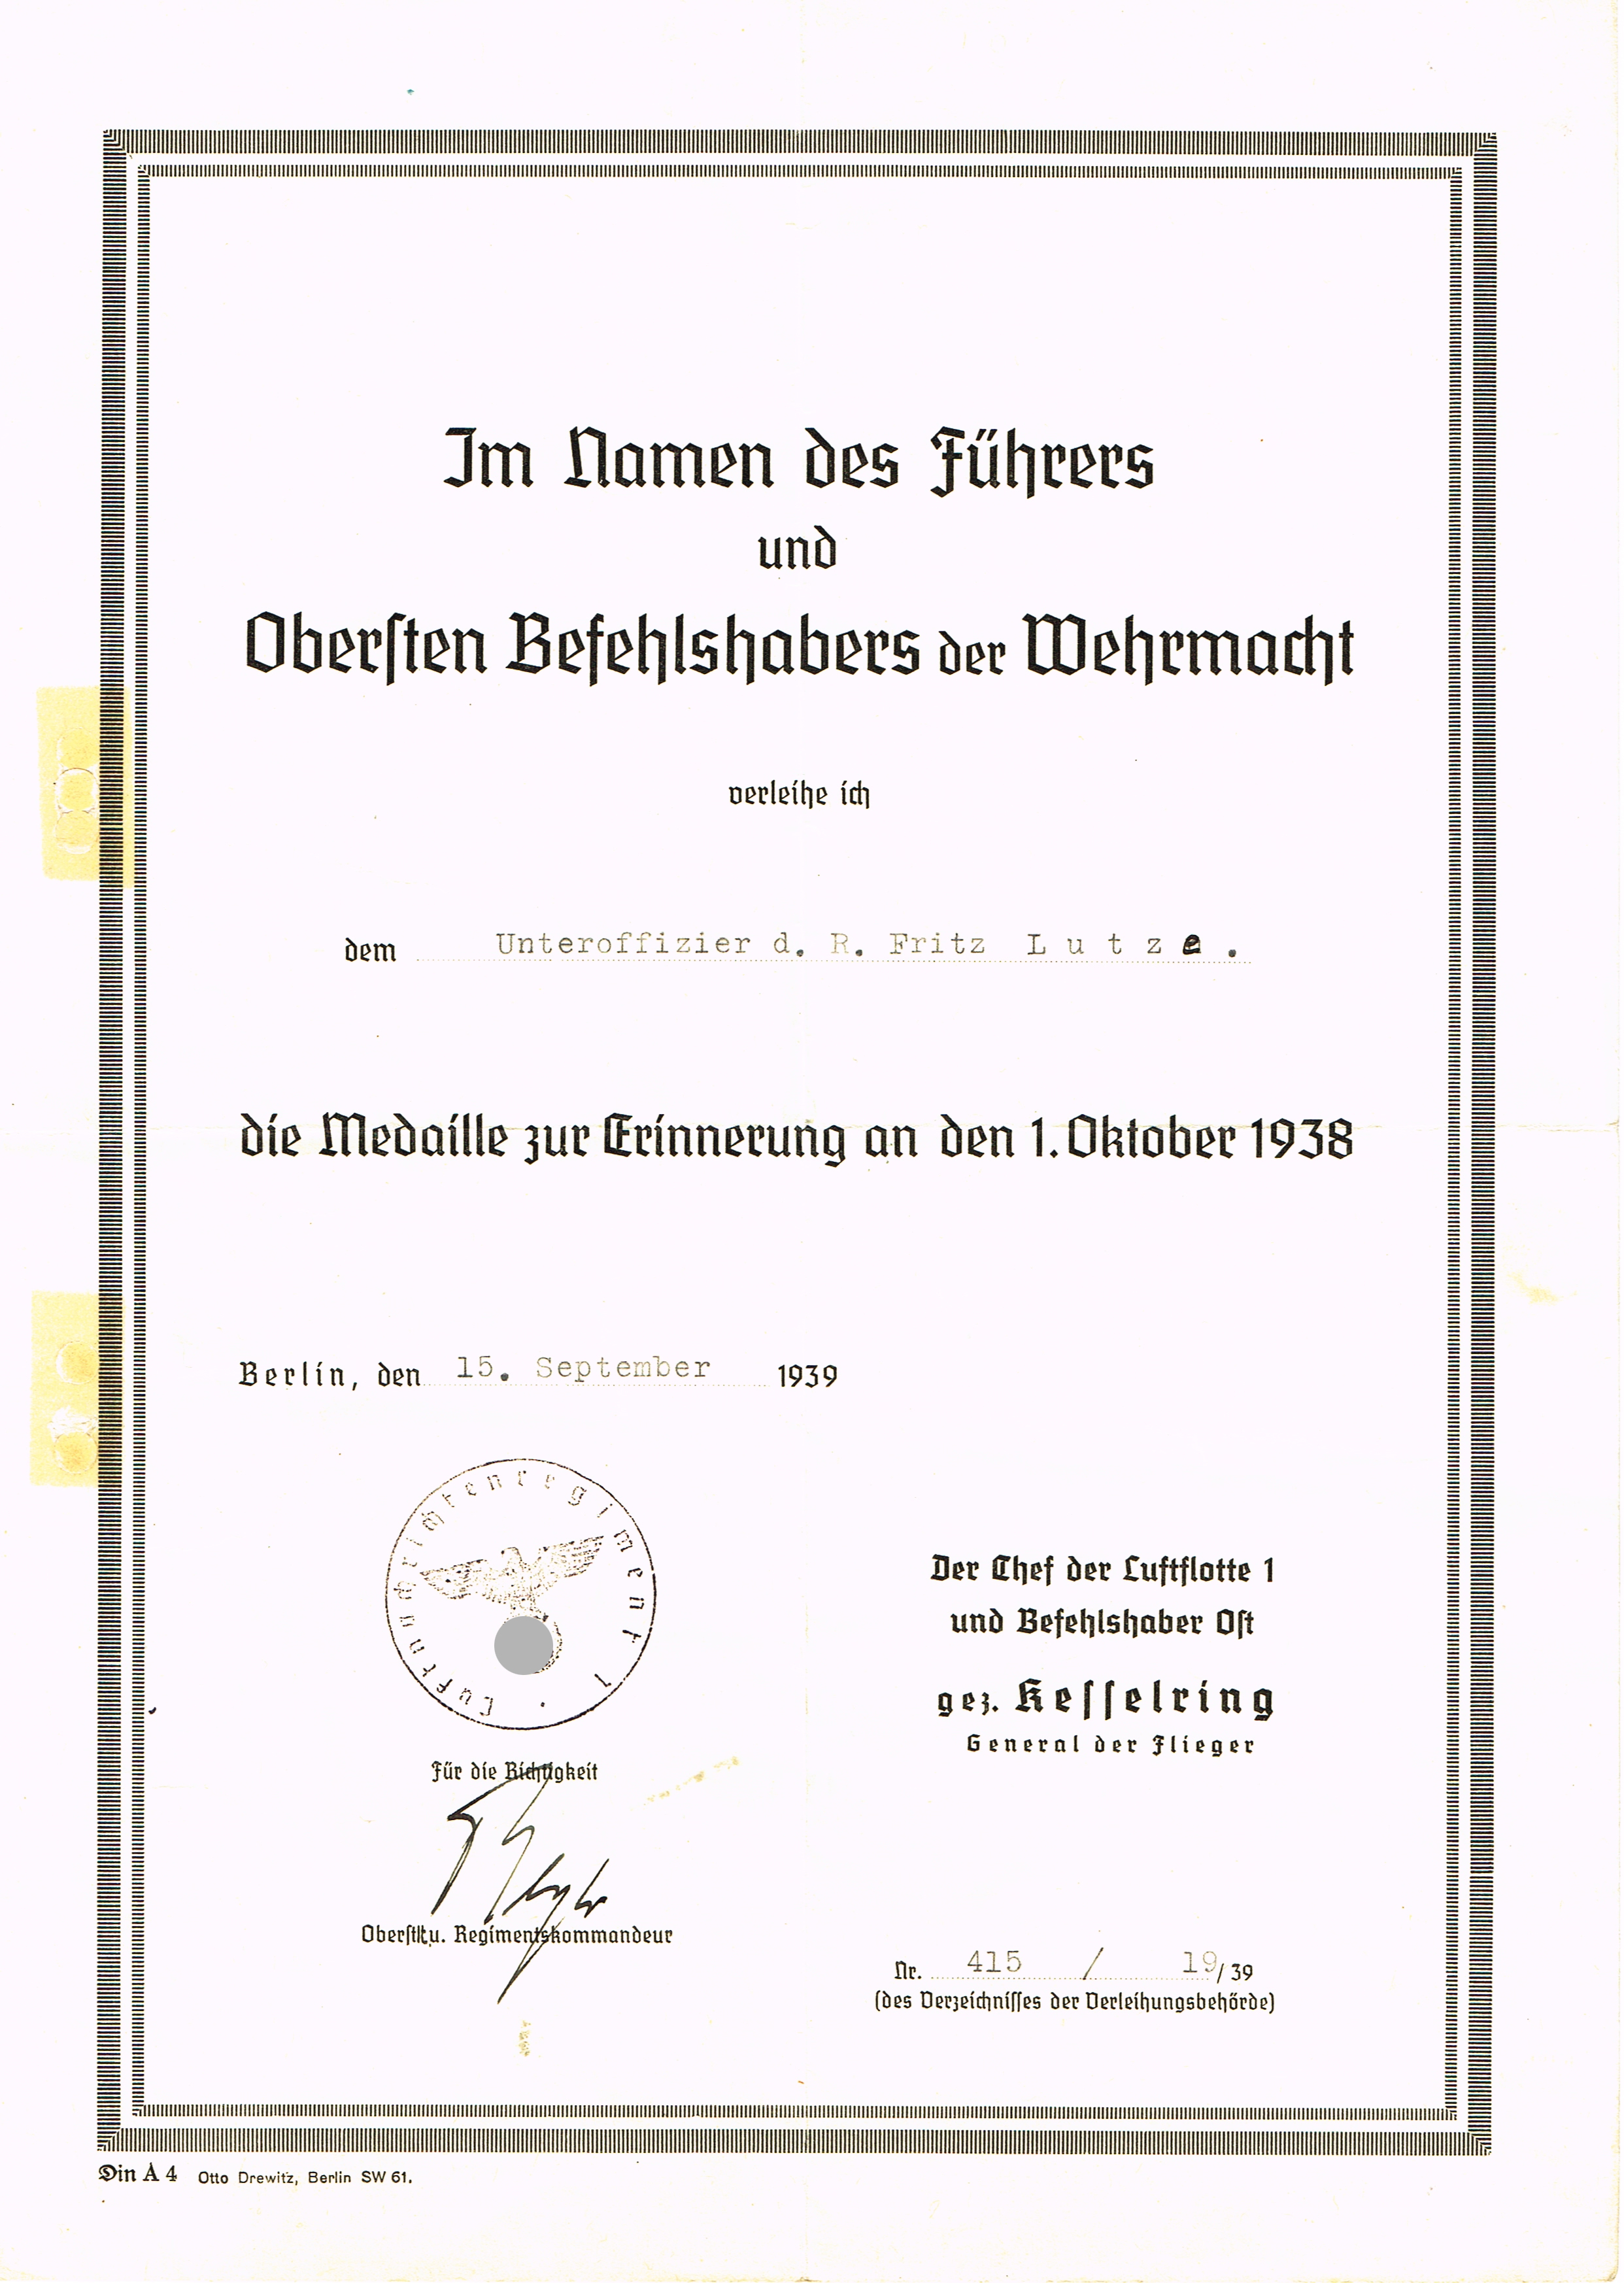 Im Namen des Führers
und
Obersten Befehlshabers der Wehrmacht
verleihe ich
dem Unteroffizier d. R. Fritz Lutze.
die Medaille zur Erinnerung an den 1. Oktober 1938
Berlin, den 15. September 1939
Luftnachrichtenregiment 1
Der Chef der Luftflotte 1
und Befehlshaber Ost
gez. Kesselring
General der Flieger
Für die Richtigkeit
Oberstlt. u. Regimentskommandeur
Nr. 415 / 19/39
(des Verzeichnisses der Verleihungsbehörde)
Din A 4 Otto Drewitz, Berlin SW 61.